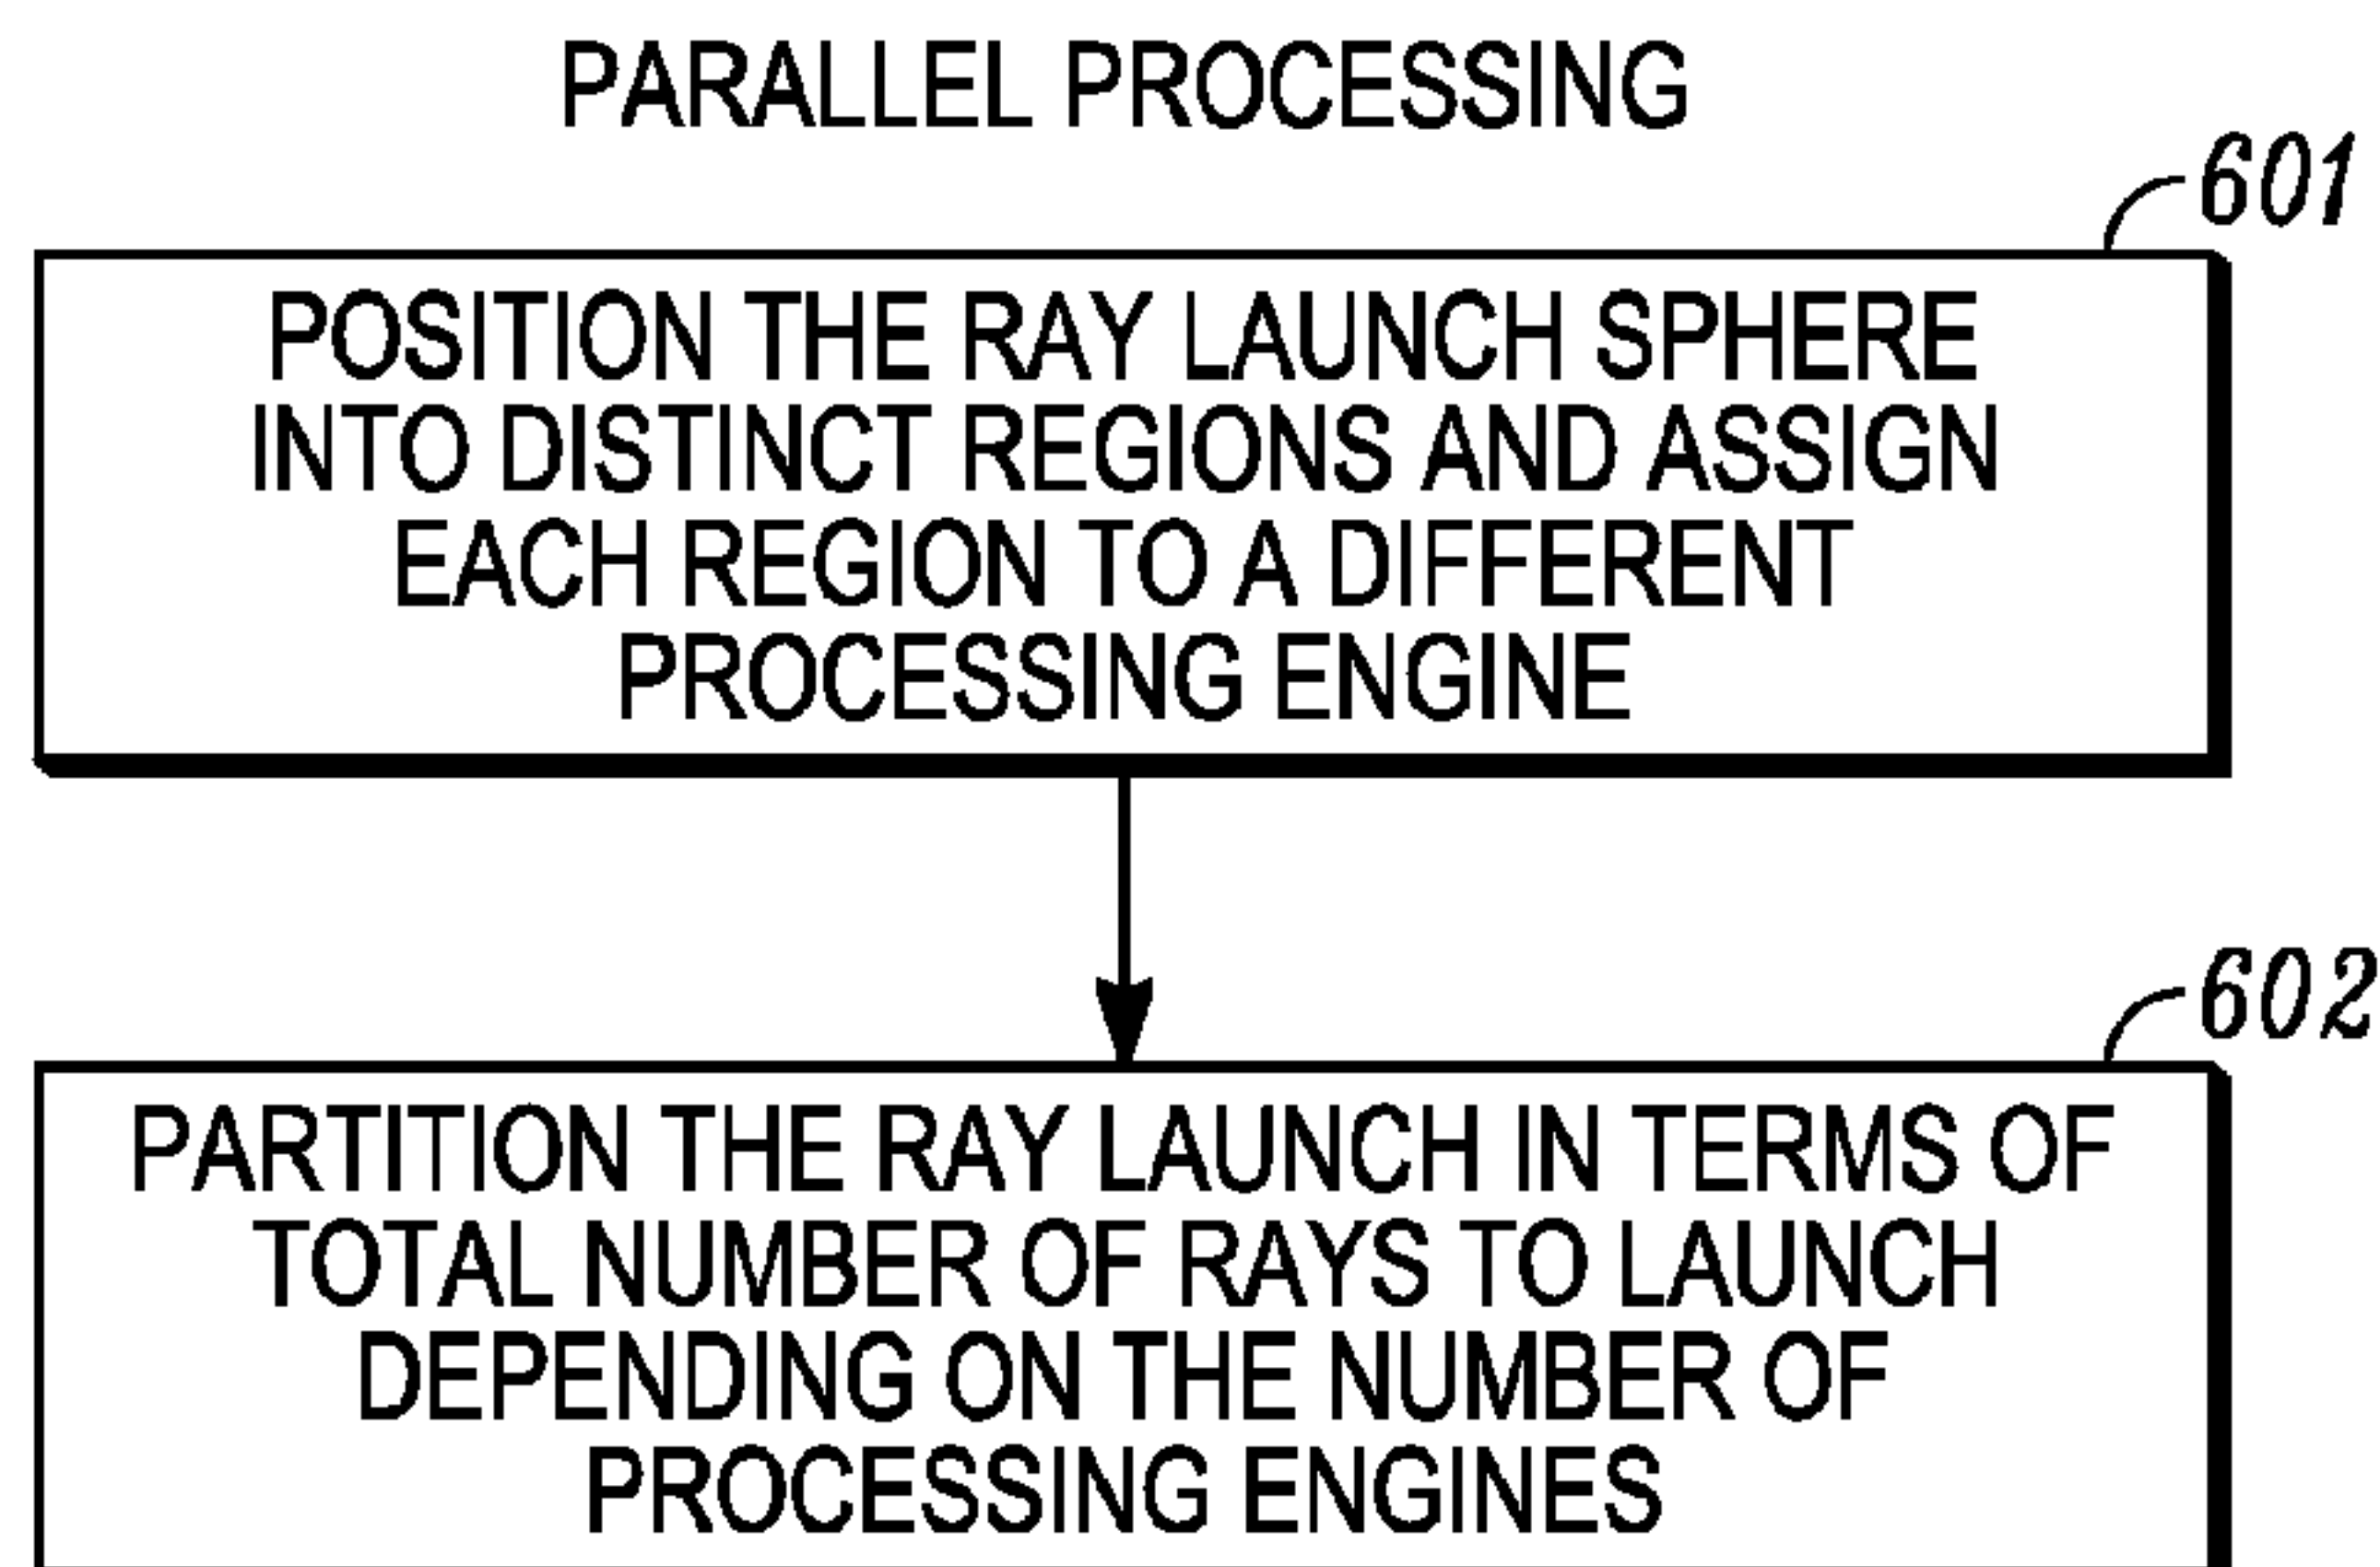 PARALLEL PROCESSING
601
POSITION THE RAY LAUNCH SPHERE
INTO DISTINCT REGIONS AND ASSIGN
EACH REGION TO A DIFFERENT
PROCESSING ENGINE
602
PARTITION THE RAY LAUNCH IN TERMS OF
TOTAL NUMBER OF RAYS TO LAUNCH
DEPENDING ON THE NUMBER OF
PROCESSING ENGINES